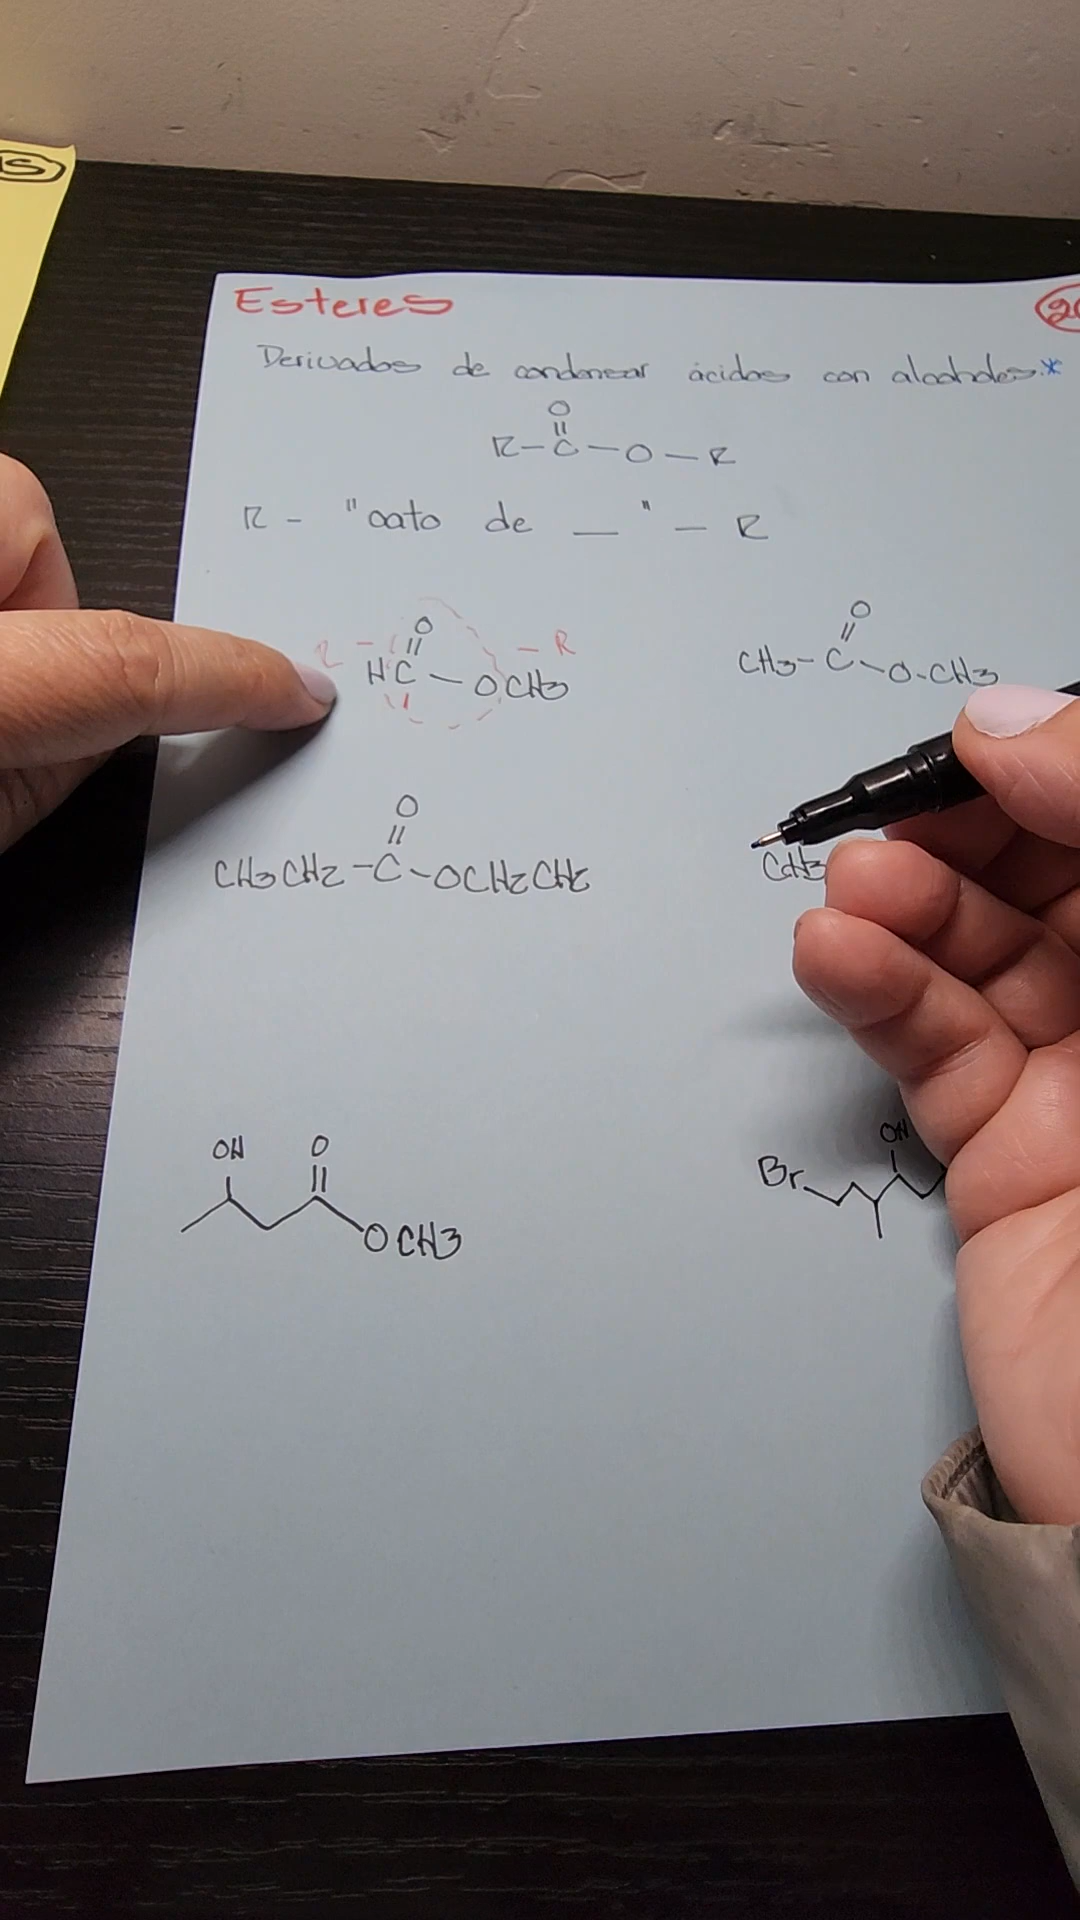 Esteres
Derivados de condensar ácidos con alcoholes.*
O
R-C-O-R
R - "oato de __" - R
R - - R
O
HC-OCH3
O
CH3-C-O-CH3
O
CH3CH2-C-OCH2CH3
OH O
OCH3
OH
Br